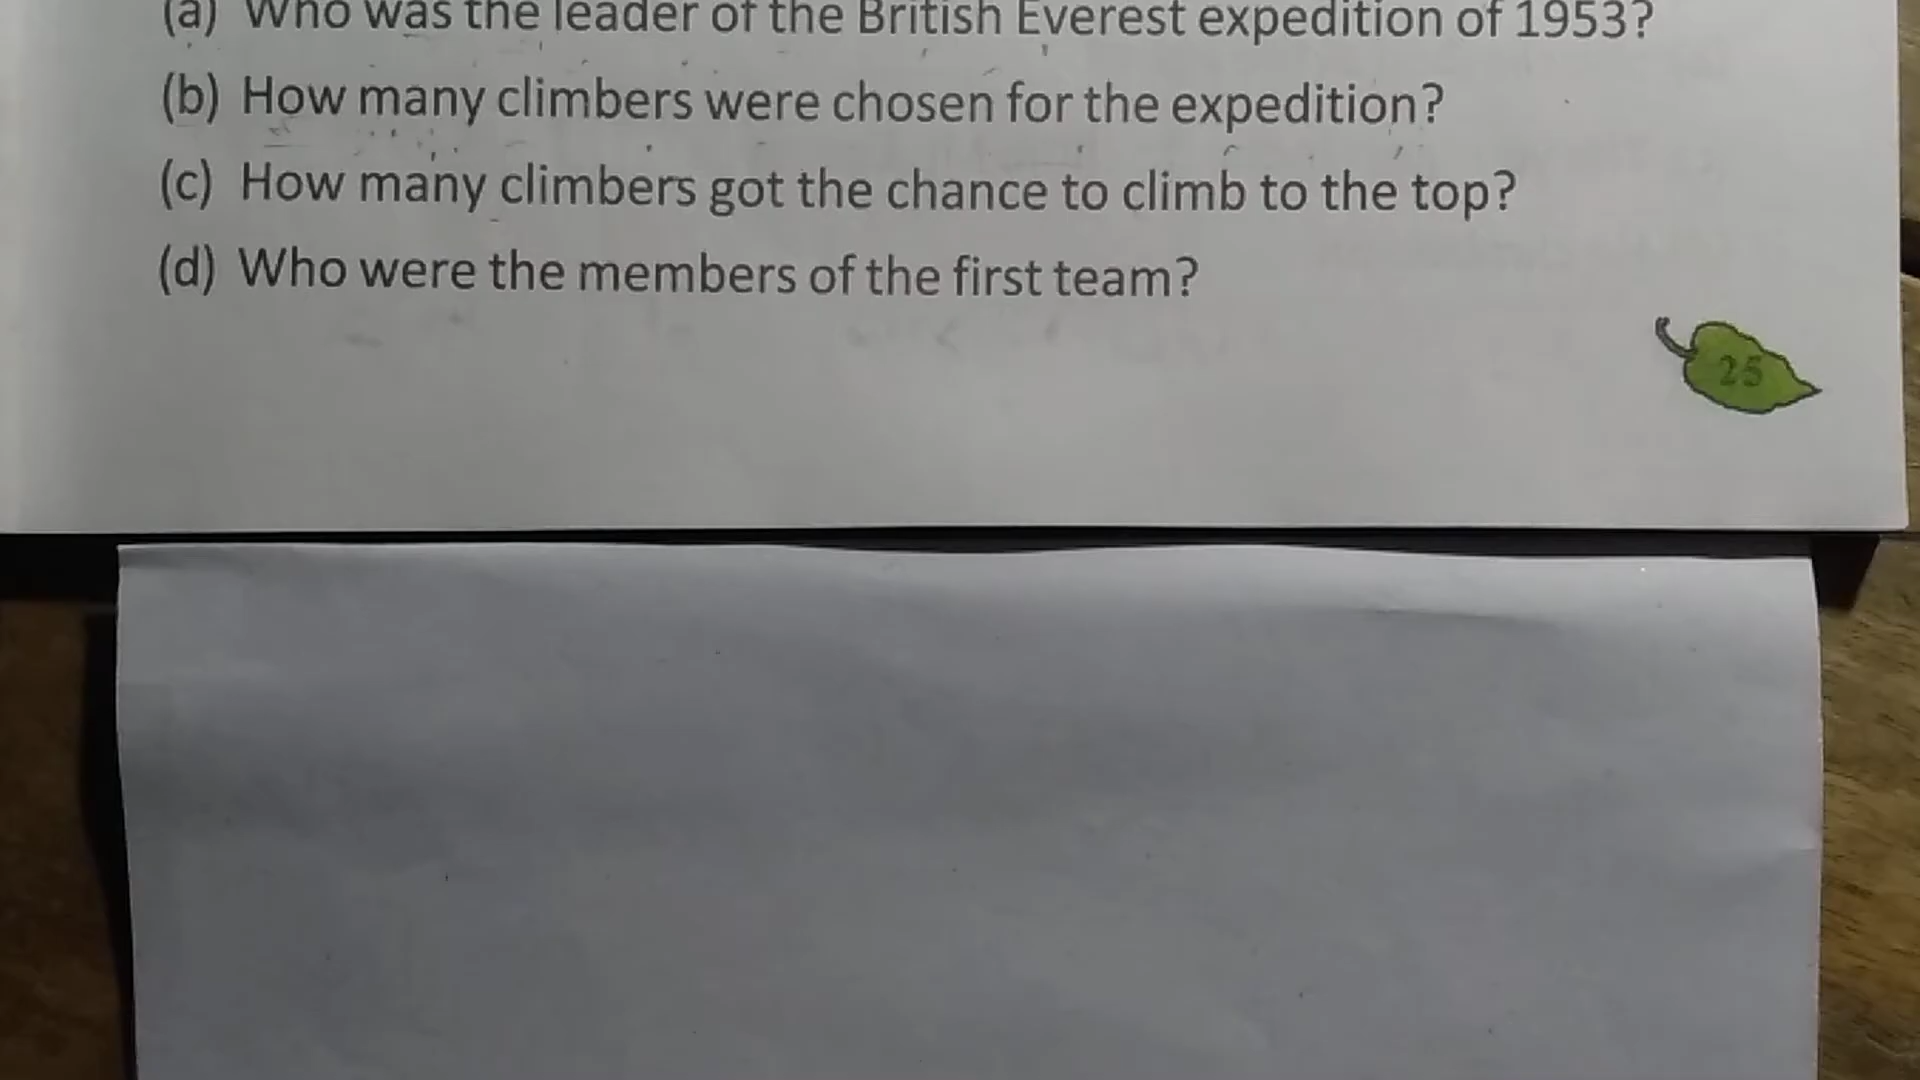 (a) Who was the leader of the British Everest expedition of 1953?
(b) How many climbers were chosen for the expedition?
(c) How many climbers got the chance to climb to the top?
(d) Who were the members of the first team?
25